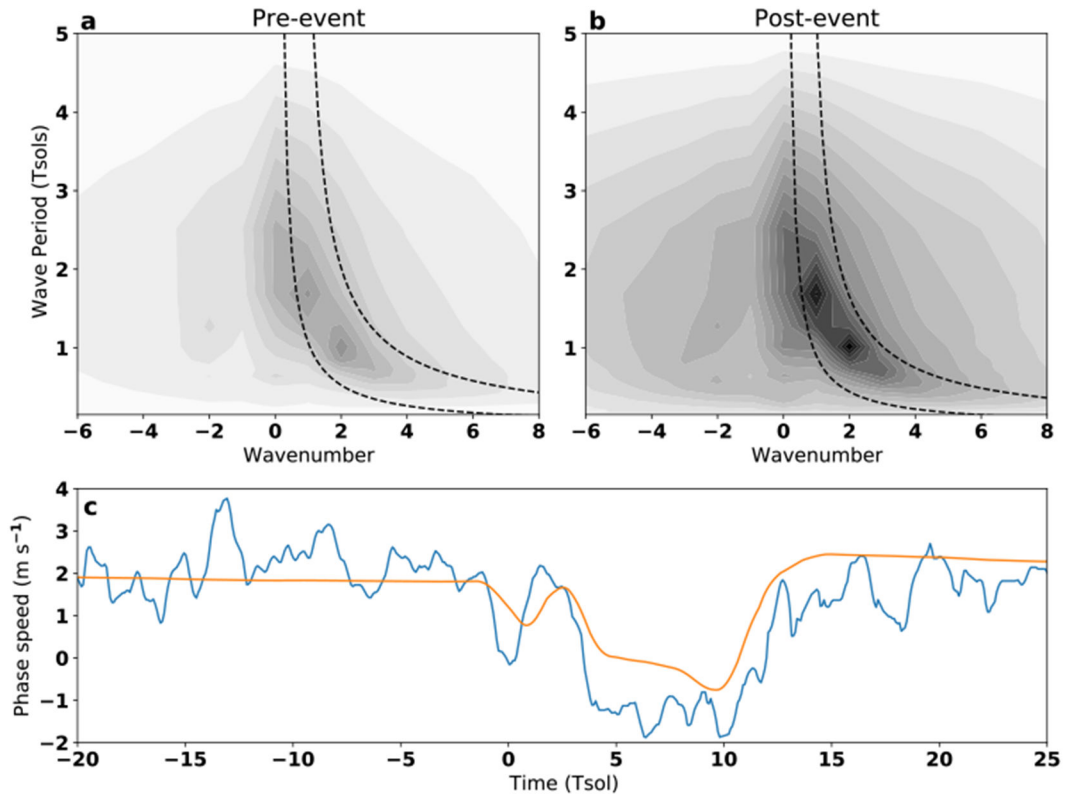 a Pre-event
b Post-event
Wave Period (Tsols)
5
4
3
2
1
−6 −4 −2 0 2 4 6 8
Wavenumber
5
4
3
2
1
−6 −4 −2 0 2 4 6 8
Wavenumber
c
Phase speed (m s⁻¹)
4
3
2
1
0
−1
−2
−20 −15 −10 −5 0 5 10 15 20 25
Time (Tsol)